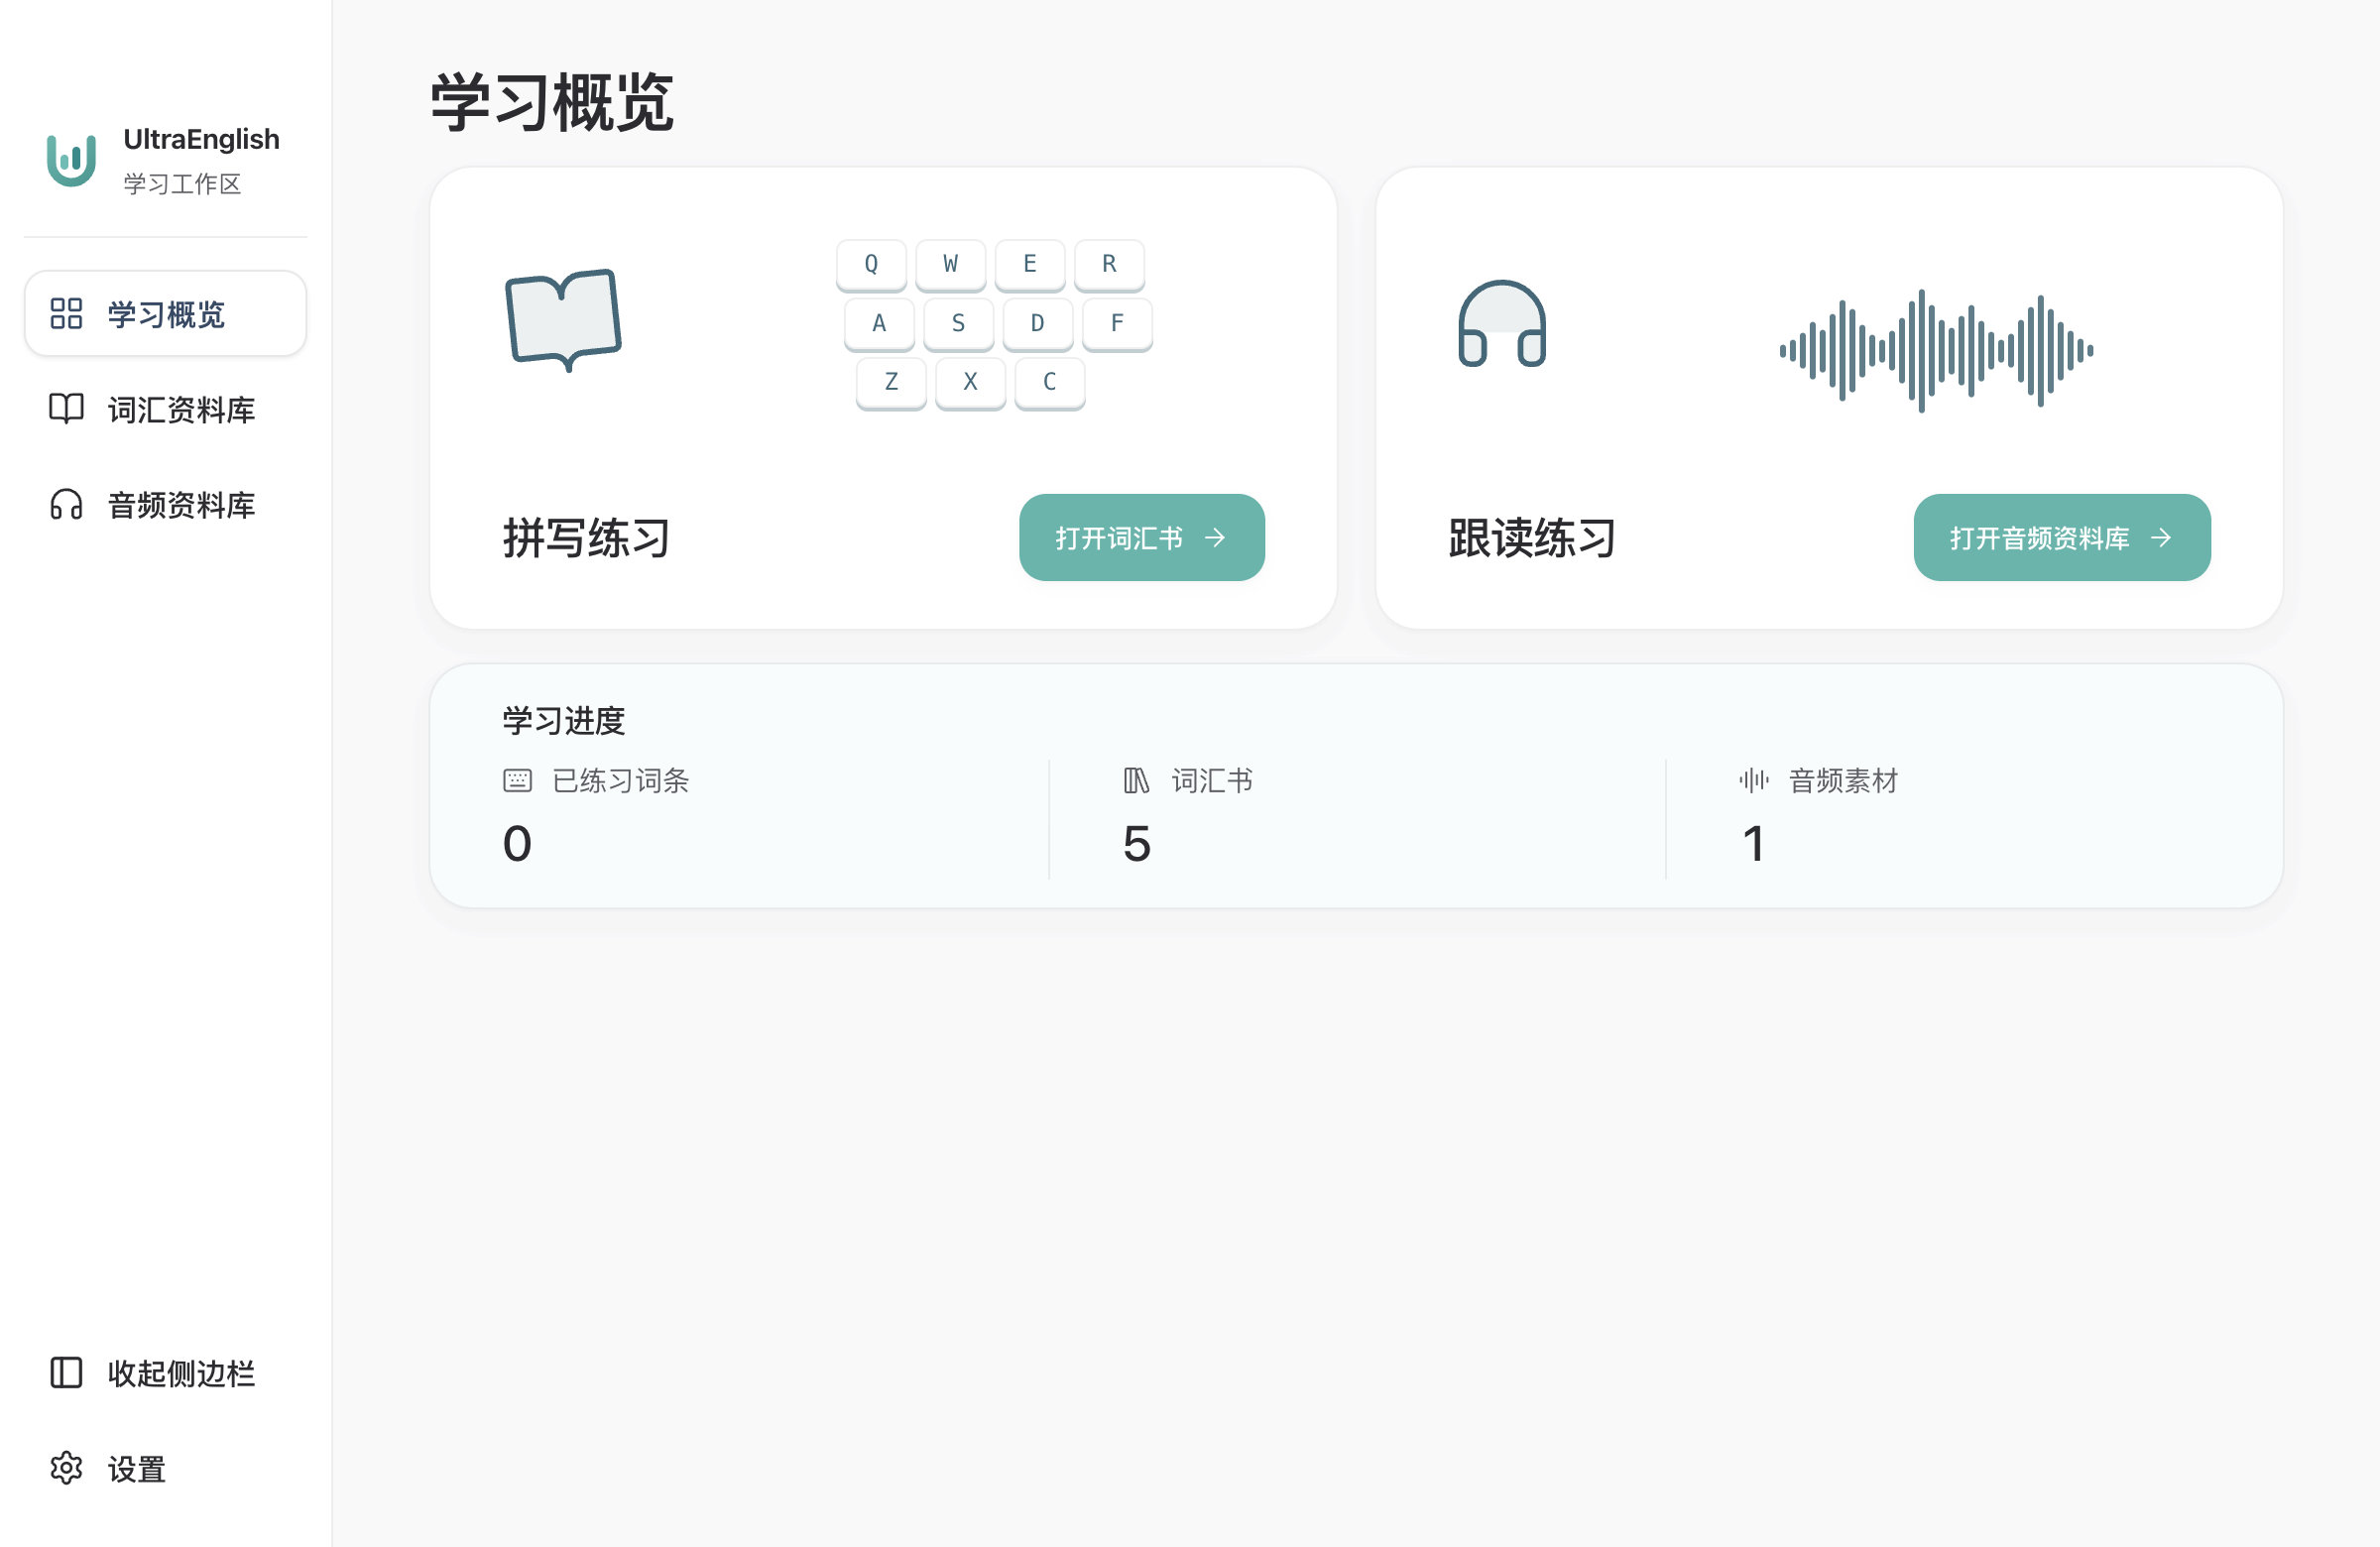 UltraEnglish
学习工作区
学习概览
词汇资料库
音频资料库
收起侧边栏
设置
学习概览
Q W E R
A S D F
Z X C
拼写练习
打开词汇书
跟读练习
打开音频资料库
学习进度
已练习词条
0
词汇书
5
音频素材
1